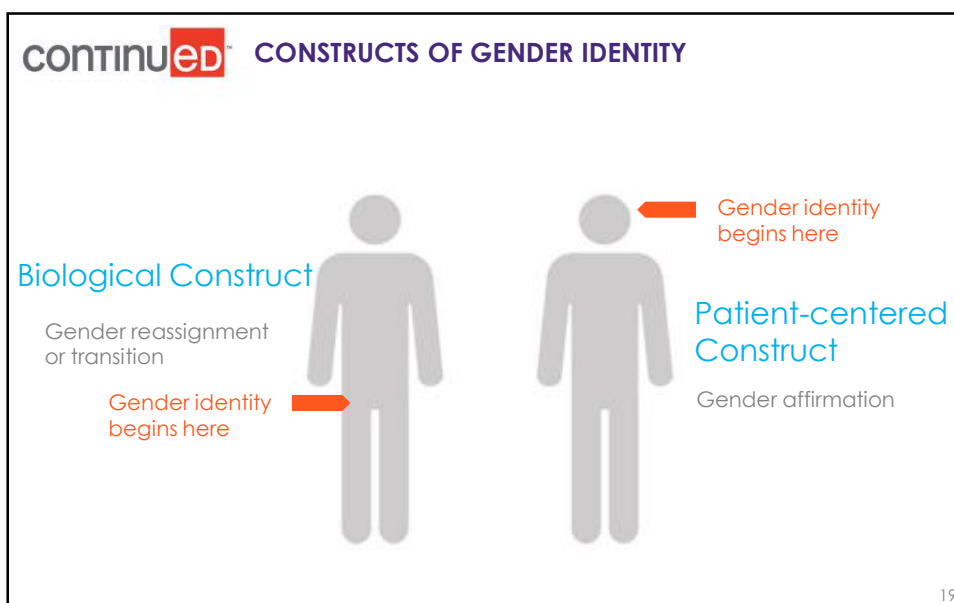 continued™
CONSTRUCTS OF GENDER IDENTITY
Biological Construct
Gender reassignment
or transition
Gender identity
begins here
Gender identity
begins here
Patient-centered
Construct
Gender affirmation
19